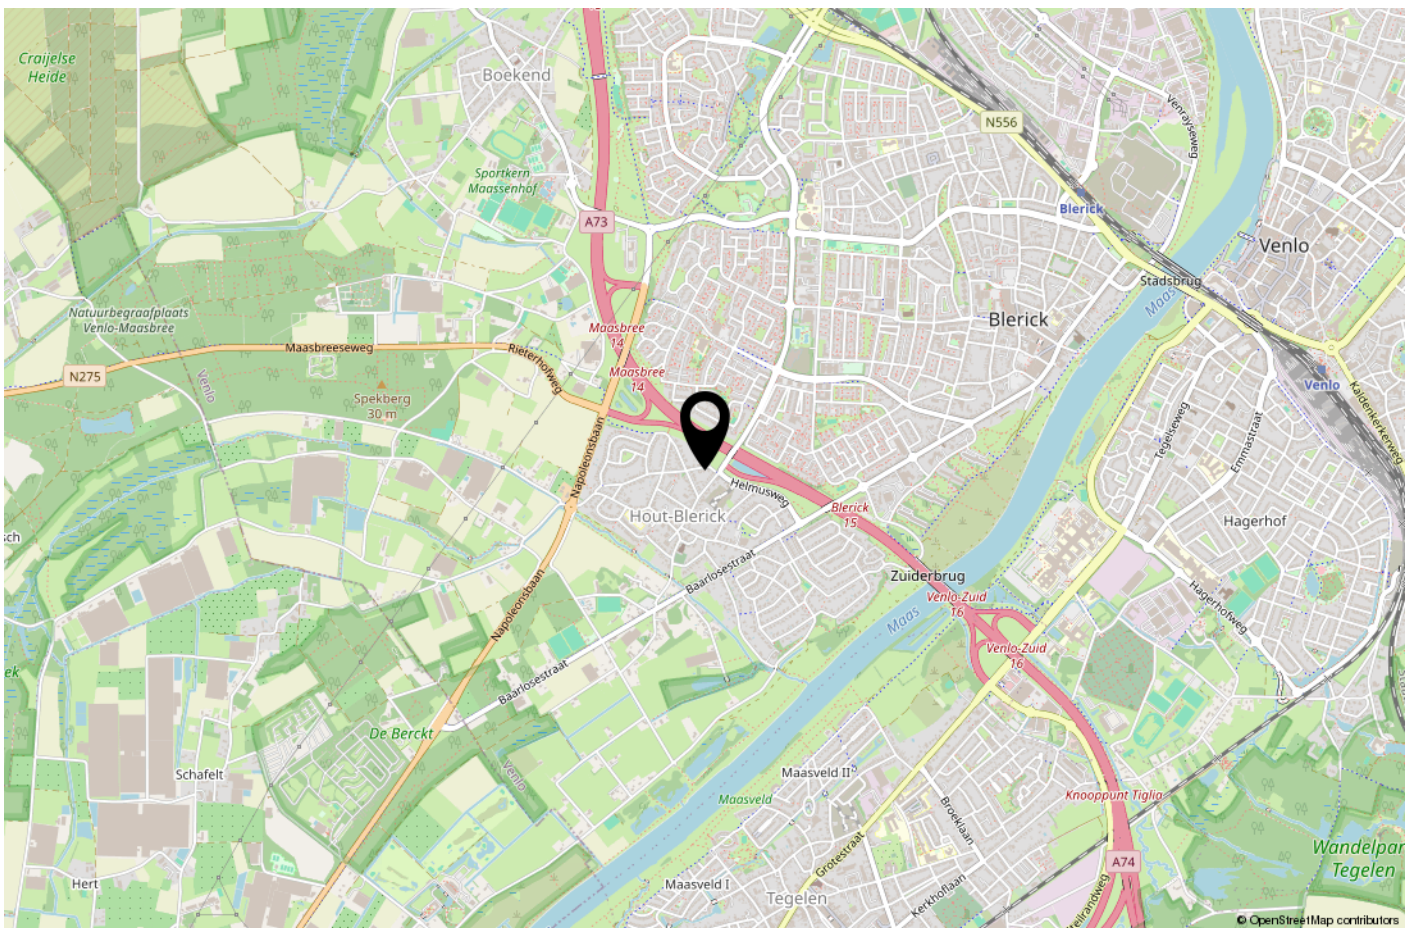 Craijelse
Heide
Boekend
Sportkern
Maassenhof
A73
N556
Venrayseweg
Blerick
Venlo
Stadsbrug
Maas
Blerick
Natuurbegraafplaats
Venlo-Maasbree
Maasbreeseweg
Rieterhofweg
Maasbree
14
Maasbree
14
N275
Venlo
Spekberg
30 m
Venlo
Kaldenkerkerweg
Tegelseweg
Emmastraat
Napoleonsbaan
Helmusweg
Hout-Blerick
Blerick
15
Hagerhof
sch
Baarlosestraat
Zuiderbrug
Napoleonsbaan
Venlo-Zuid
16
Maas
Hagerhofweg
Venlo-Zuid
16
eek
Baarlosestraat
De Berckt
Schafelt
Venlo
Maasveld II
Maasveld
Knooppunt Tiglia
Broeklaan
Grotestraat
Wandelpar
Tegelen
A74
Hert
Maasveld I
Tegelen
Kerkhoflaan
teilrandweg
© OpenStreetMap contributors